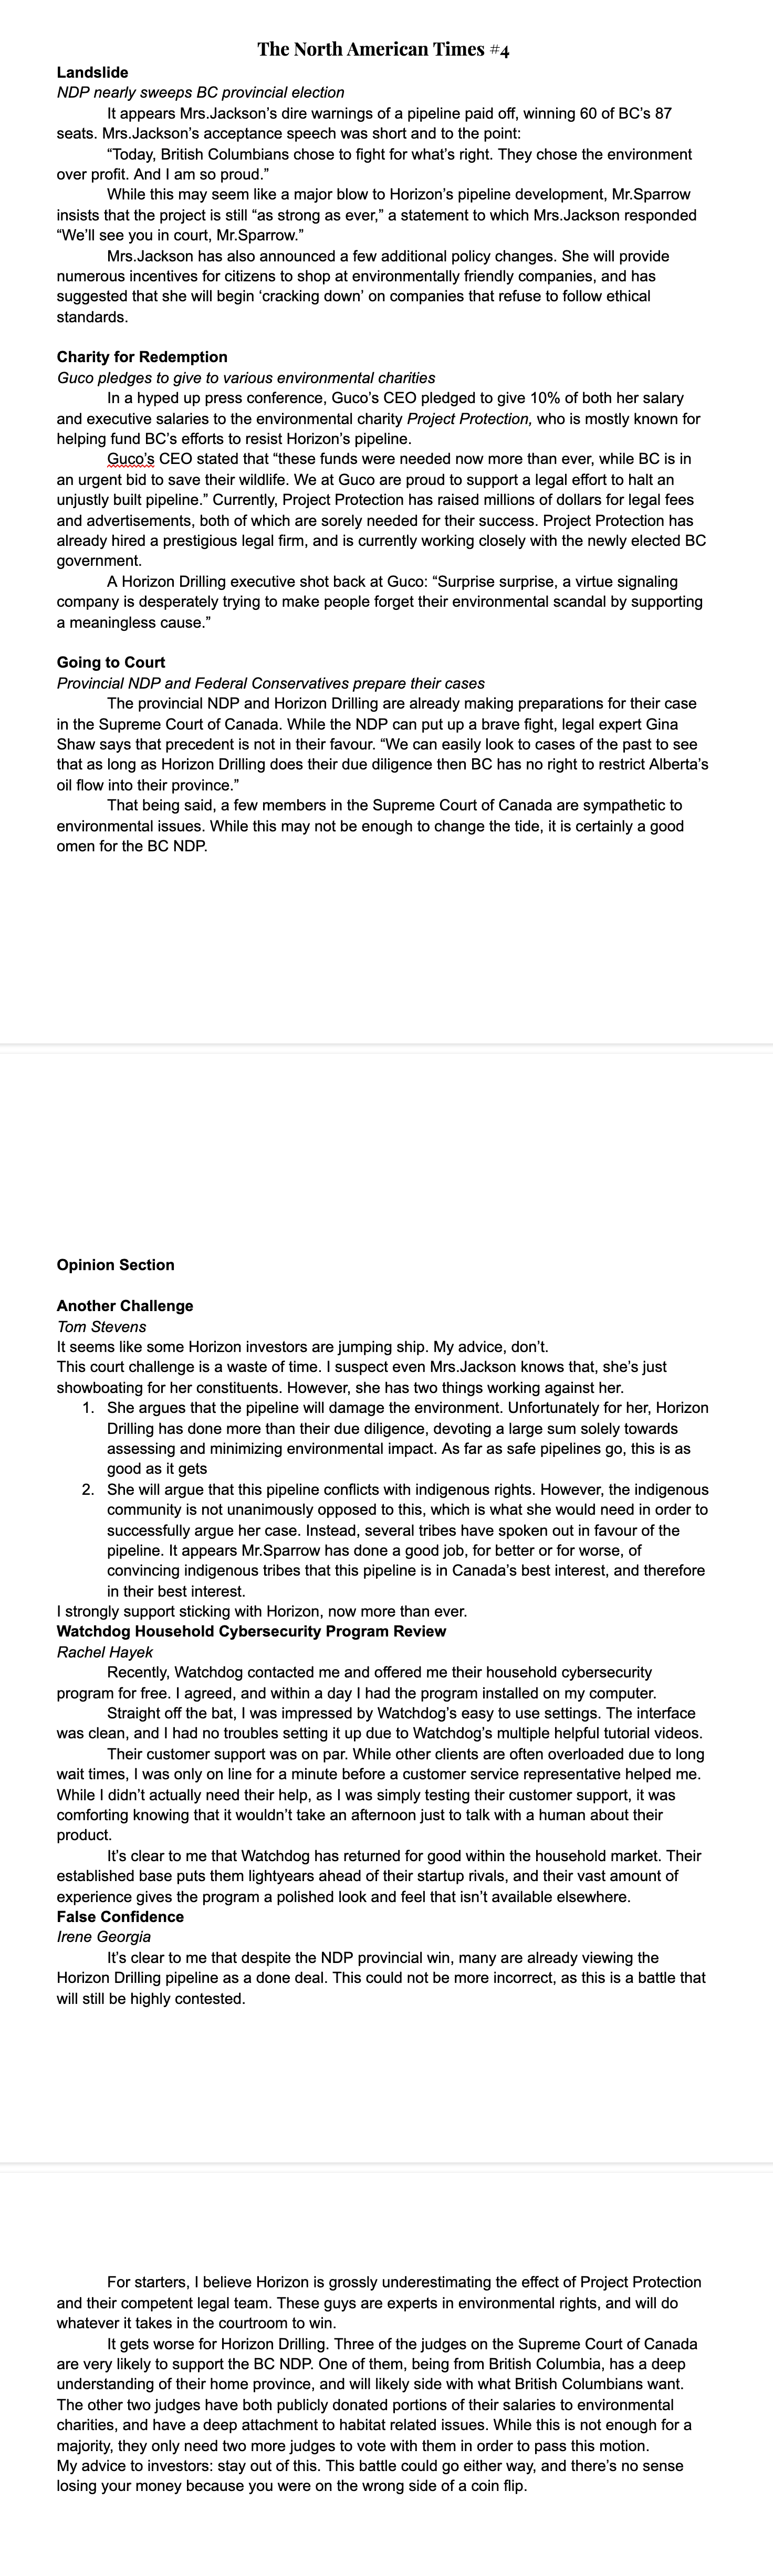 The North American Times #4
Landslide
NDP nearly sweeps BC provincial election
It appears Mrs.Jackson’s dire warnings of a pipeline paid off, winning 60 of BC’s 87
seats. Mrs.Jackson’s acceptance speech was short and to the point:
“Today, British Columbians chose to fight for what’s right. They chose the environment
over profit. And I am so proud.”
While this may seem like a major blow to Horizon’s pipeline development, Mr.Sparrow
insists that the project is still “as strong as ever,” a statement to which Mrs.Jackson responded
“We’ll see you in court, Mr.Sparrow.”
Mrs.Jackson has also announced a few additional policy changes. She will provide
numerous incentives for citizens to shop at environmentally friendly companies, and has
suggested that she will begin ‘cracking down’ on companies that refuse to follow ethical
standards.
Charity for Redemption
Guco pledges to give to various environmental charities
In a hyped up press conference, Guco’s CEO pledged to give 10% of both her salary
and executive salaries to the environmental charity Project Protection, who is mostly known for
helping fund BC’s efforts to resist Horizon’s pipeline.
Guco’s CEO stated that “these funds were needed now more than ever, while BC is in
an urgent bid to save their wildlife. We at Guco are proud to support a legal effort to halt an
unjustly built pipeline.” Currently, Project Protection has raised millions of dollars for legal fees
and advertisements, both of which are sorely needed for their success. Project Protection has
already hired a prestigious legal firm, and is currently working closely with the newly elected BC
government.
A Horizon Drilling executive shot back at Guco: “Surprise surprise, a virtue signaling
company is desperately trying to make people forget their environmental scandal by supporting
a meaningless cause.”
Going to Court
Provincial NDP and Federal Conservatives prepare their cases
The provincial NDP and Horizon Drilling are already making preparations for their case
in the Supreme Court of Canada. While the NDP can put up a brave fight, legal expert Gina
Shaw says that precedent is not in their favour. “We can easily look to cases of the past to see
that as long as Horizon Drilling does their due diligence then BC has no right to restrict Alberta’s
oil flow into their province.”
That being said, a few members in the Supreme Court of Canada are sympathetic to
environmental issues. While this may not be enough to change the tide, it is certainly a good
omen for the BC NDP.
Opinion Section
Another Challenge
Tom Stevens
It seems like some Horizon investors are jumping ship. My advice, don’t.
This court challenge is a waste of time. I suspect even Mrs.Jackson knows that, she’s just
showboating for her constituents. However, she has two things working against her.
1. She argues that the pipeline will damage the environment. Unfortunately for her, Horizon
Drilling has done more than their due diligence, devoting a large sum solely towards
assessing and minimizing environmental impact. As far as safe pipelines go, this is as
good as it gets
2. She will argue that this pipeline conflicts with indigenous rights. However, the indigenous
community is not unanimously opposed to this, which is what she would need in order to
successfully argue her case. Instead, several tribes have spoken out in favour of the
pipeline. It appears Mr.Sparrow has done a good job, for better or for worse, of
convincing indigenous tribes that this pipeline is in Canada’s best interest, and therefore
in their best interest.
I strongly support sticking with Horizon, now more than ever.
Watchdog Household Cybersecurity Program Review
Rachel Hayek
Recently, Watchdog contacted me and offered me their household cybersecurity
program for free. I agreed, and within a day I had the program installed on my computer.
Straight off the bat, I was impressed by Watchdog’s easy to use settings. The interface
was clean, and I had no troubles setting it up due to Watchdog’s multiple helpful tutorial videos.
Their customer support was on par. While other clients are often overloaded due to long
wait times, I was only on line for a minute before a customer service representative helped me.
While I didn’t actually need their help, as I was simply testing their customer support, it was
comforting knowing that it wouldn’t take an afternoon just to talk with a human about their
product.
It’s clear to me that Watchdog has returned for good within the household market. Their
established base puts them lightyears ahead of their startup rivals, and their vast amount of
experience gives the program a polished look and feel that isn’t available elsewhere.
False Confidence
Irene Georgia
It’s clear to me that despite the NDP provincial win, many are already viewing the
Horizon Drilling pipeline as a done deal. This could not be more incorrect, as this is a battle that
will still be highly contested.
For starters, I believe Horizon is grossly underestimating the effect of Project Protection
and their competent legal team. These guys are experts in environmental rights, and will do
whatever it takes in the courtroom to win.
It gets worse for Horizon Drilling. Three of the judges on the Supreme Court of Canada
are very likely to support the BC NDP. One of them, being from British Columbia, has a deep
understanding of their home province, and will likely side with what British Columbians want.
The other two judges have both publicly donated portions of their salaries to environmental
charities, and have a deep attachment to habitat related issues. While this is not enough for a
majority, they only need two more judges to vote with them in order to pass this motion.
My advice to investors: stay out of this. This battle could go either way, and there’s no sense
losing your money because you were on the wrong side of a coin flip.